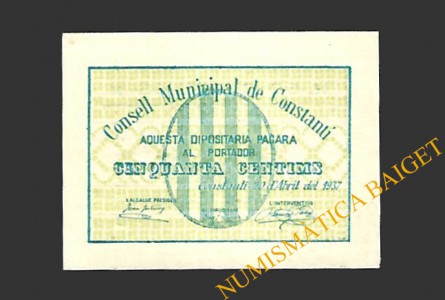 Consell Municipal de Constantí
AQUESTA DIPOSITARIA PAGARA
AL PORTADOR
CINQUANTA CENTIMS
Constantí 20 d'Abril del 1937
L'ALCALDE PRESIDENT
L'INTERVENTOR
NUMISMATICA BAIGET